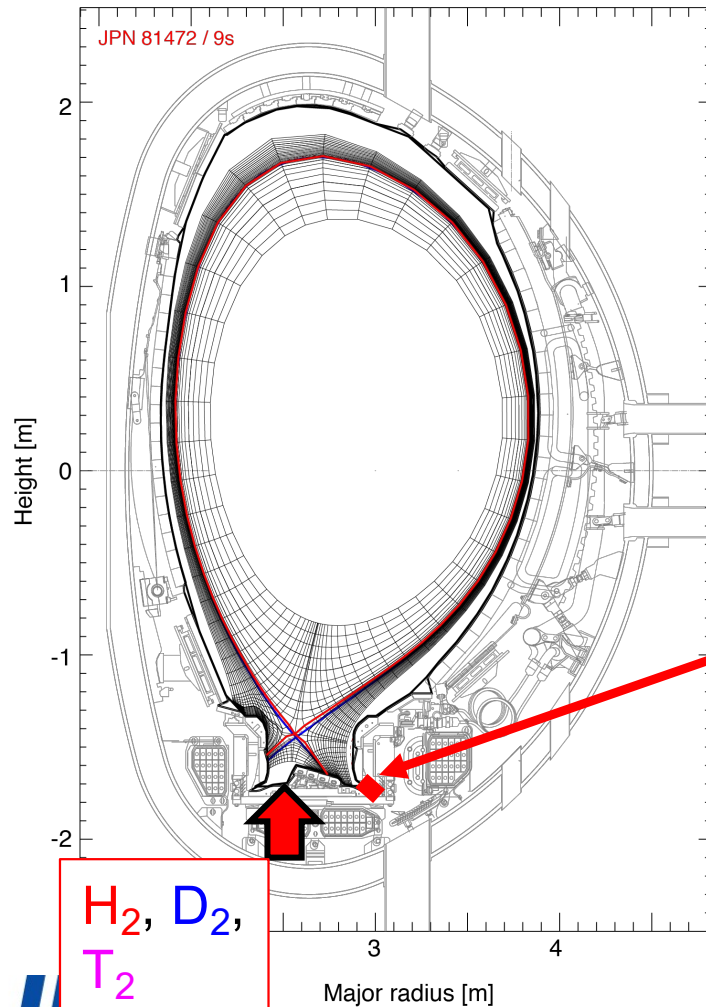 JPN 81472 / 9s
2
1
0
-1
-2
Height [m]
3
4
Major radius [m]
H₂, D₂,
T₂